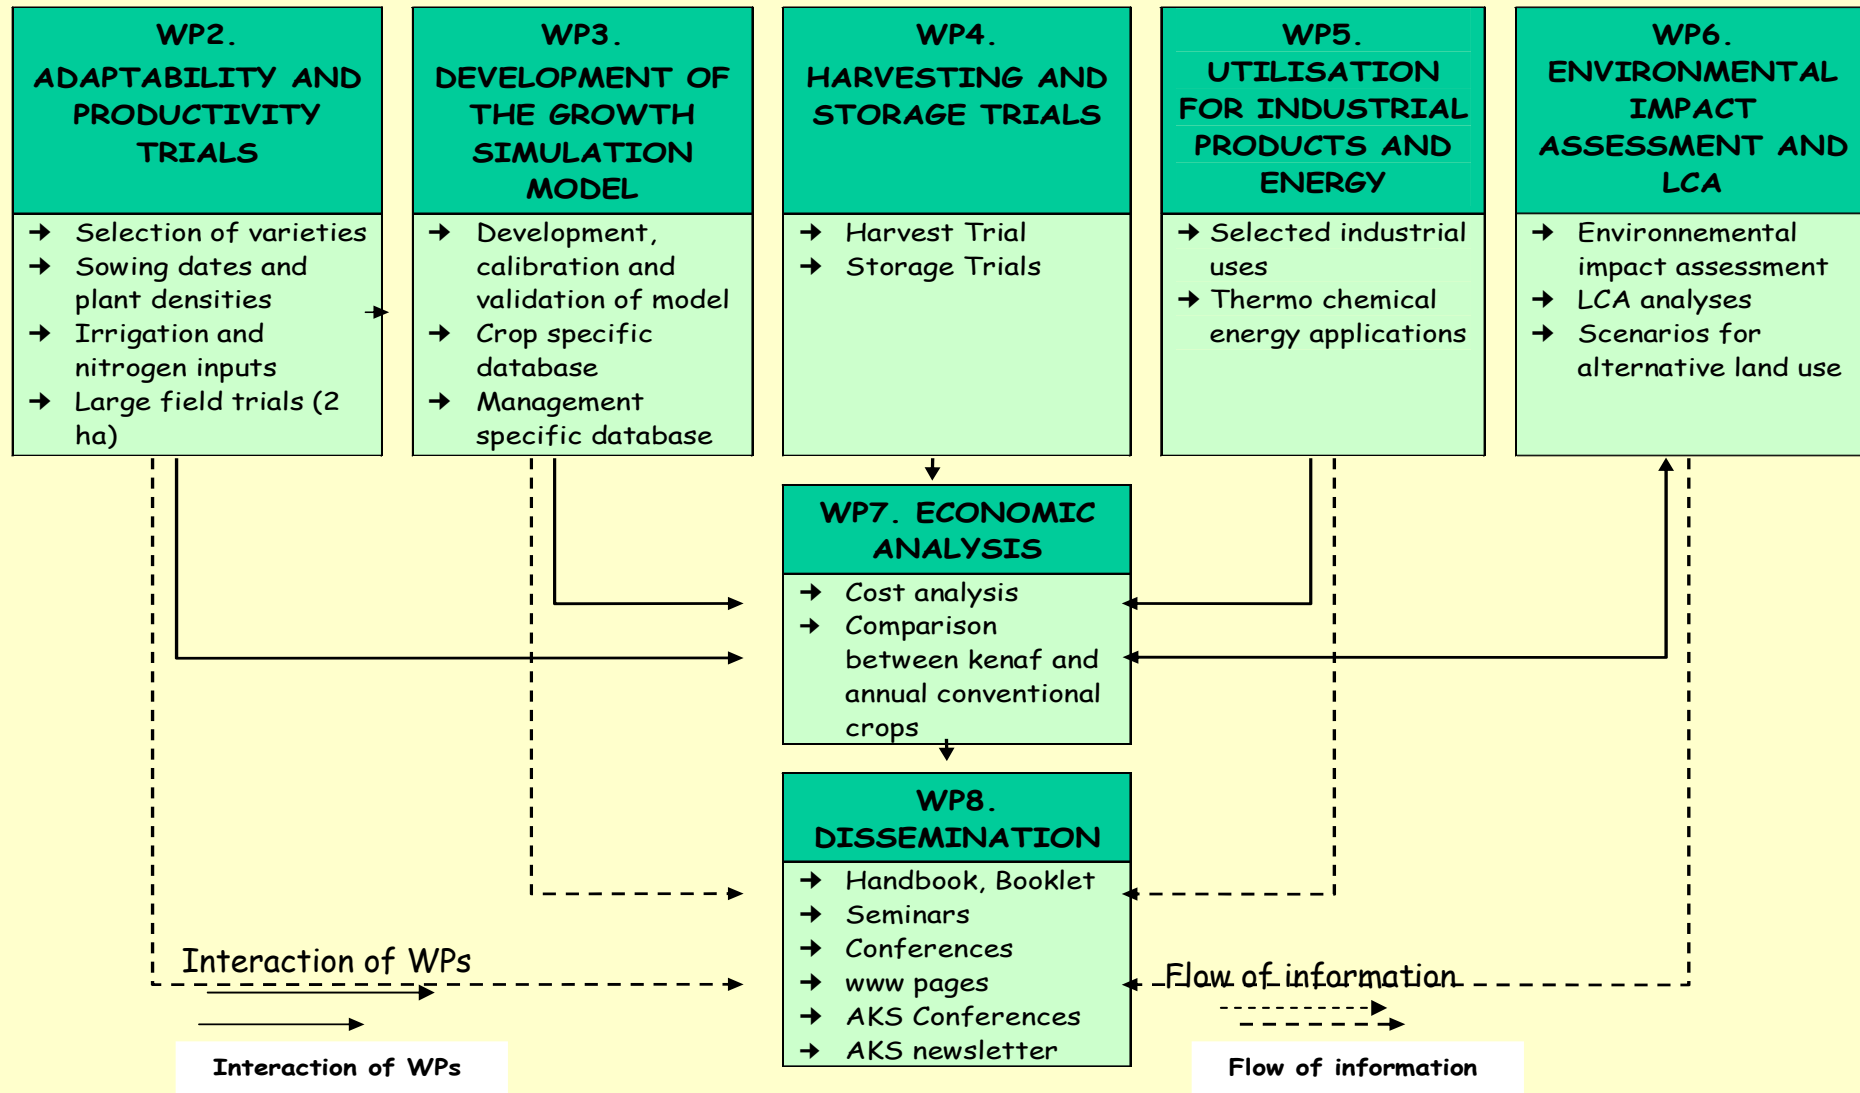 WP2.
ADAPTABILITY AND
PRODUCTIVITY
TRIALS
→ Selection of varieties
→ Sowing dates and
plant densities
→ Irrigation and
nitrogen inputs
→ Large field trials (2
ha)
WP3.
DEVELOPMENT OF
THE GROWTH
SIMULATION
MODEL
→ Development,
calibration and
validation of model
→ Crop specific
database
→ Management
specific database
WP4.
HARVESTING AND
STORAGE TRIALS
→ Harvest Trial
→ Storage Trials
WP5.
UTILISATION
FOR INDUSTRIAL
PRODUCTS AND
ENERGY
→ Selected industrial
uses
→ Thermo chemical
energy applications
WP6.
ENVIRONMENTAL
IMPACT
ASSESSMENT AND
LCA
→ Environnemental
impact assessment
→ LCA analyses
→ Scenarios for
alternative land use
WP7. ECONOMIC
ANALYSIS
→ Cost analysis
→ Comparison
between kenaf and
annual conventional
crops
WP8.
DISSEMINATION
→ Handbook, Booklet
→ Seminars
→ Conferences
→ www pages
→ AKS Conferences
→ AKS newsletter
Interaction of WPs
Interaction of WPs
Flow of information
Flow of information